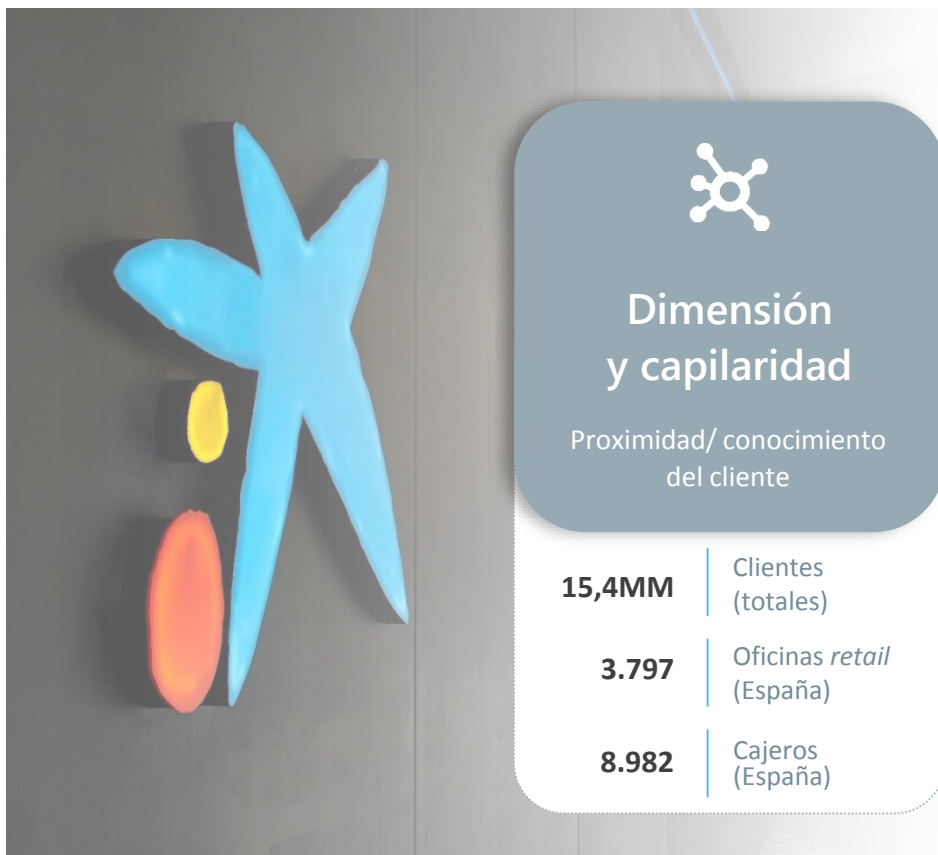 Dimensión
y capilaridad
Proximidad/ conocimiento
del cliente
15,4MM
Clientes
(totales)
3.797
Oficinas retail
(España)
8.982
Cajeros
(España)